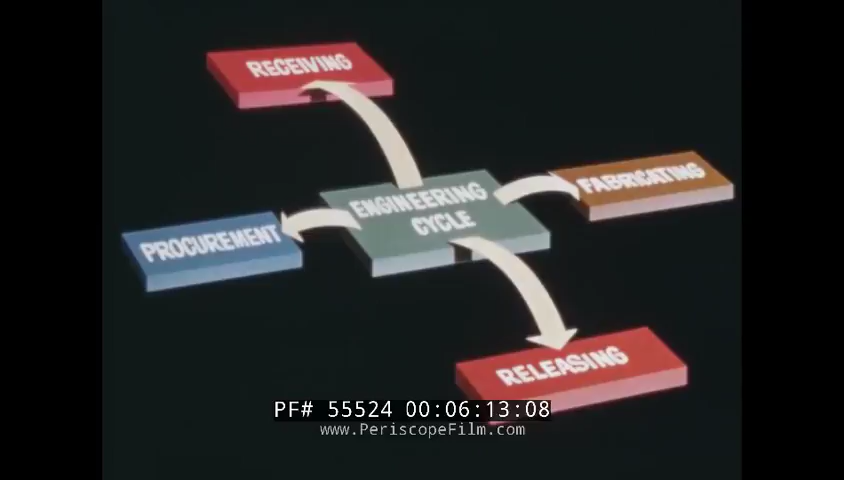 RECEIVING
FABRICATING
ENGINEERING
CYCLE
PROCUREMENT
RELEASING
PF# 55524 00:06:13:08
www.PeriscopeFilm.com